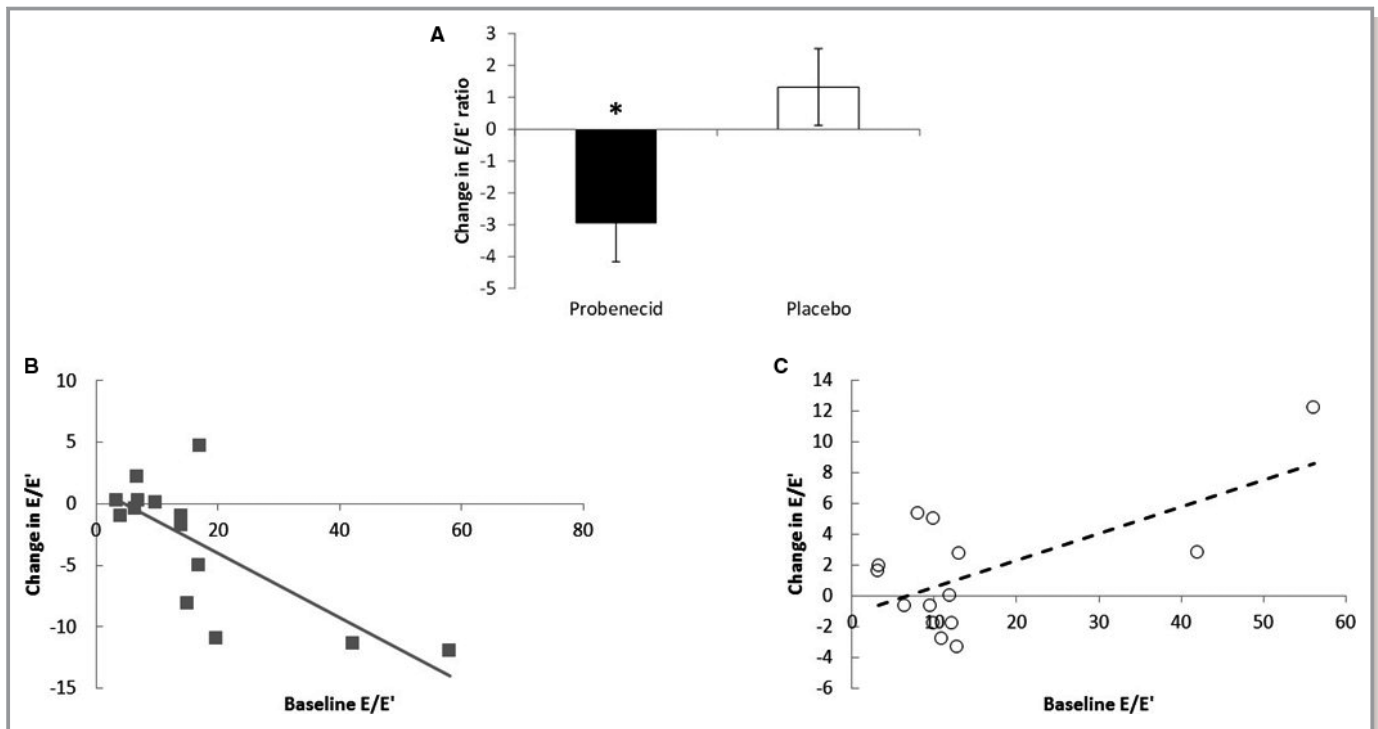 A
Change in E/E' ratio
3
2
1
0
-1
-2
-3
-4
-5
*
Probenecid
Placebo
B
Change in E/E'
10
5
0
-5
-10
-15
0 20 40 60 80
Baseline E/E'
C
Change in E/E'
14
12
10
8
6
4
2
0
-2
-4
-6
0 10 20 30 40 50 60
Baseline E/E'